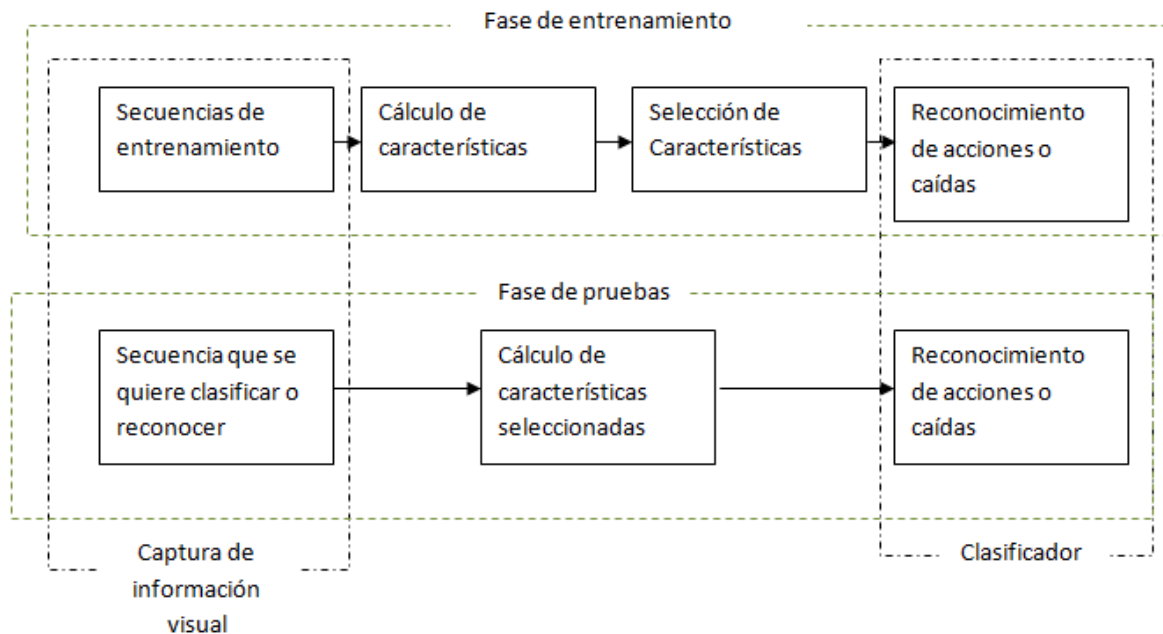 Fase de entrenamiento
Secuencias de
entrenamiento
Cálculo de
características
Selección de
Características
Reconocimiento
de acciones o
caídas
Fase de pruebas
Secuencia que se
quiere clasificar o
reconocer
Cálculo de
características
seleccionadas
Reconocimiento
de acciones o
caídas
Captura de
información
visual
Clasificador